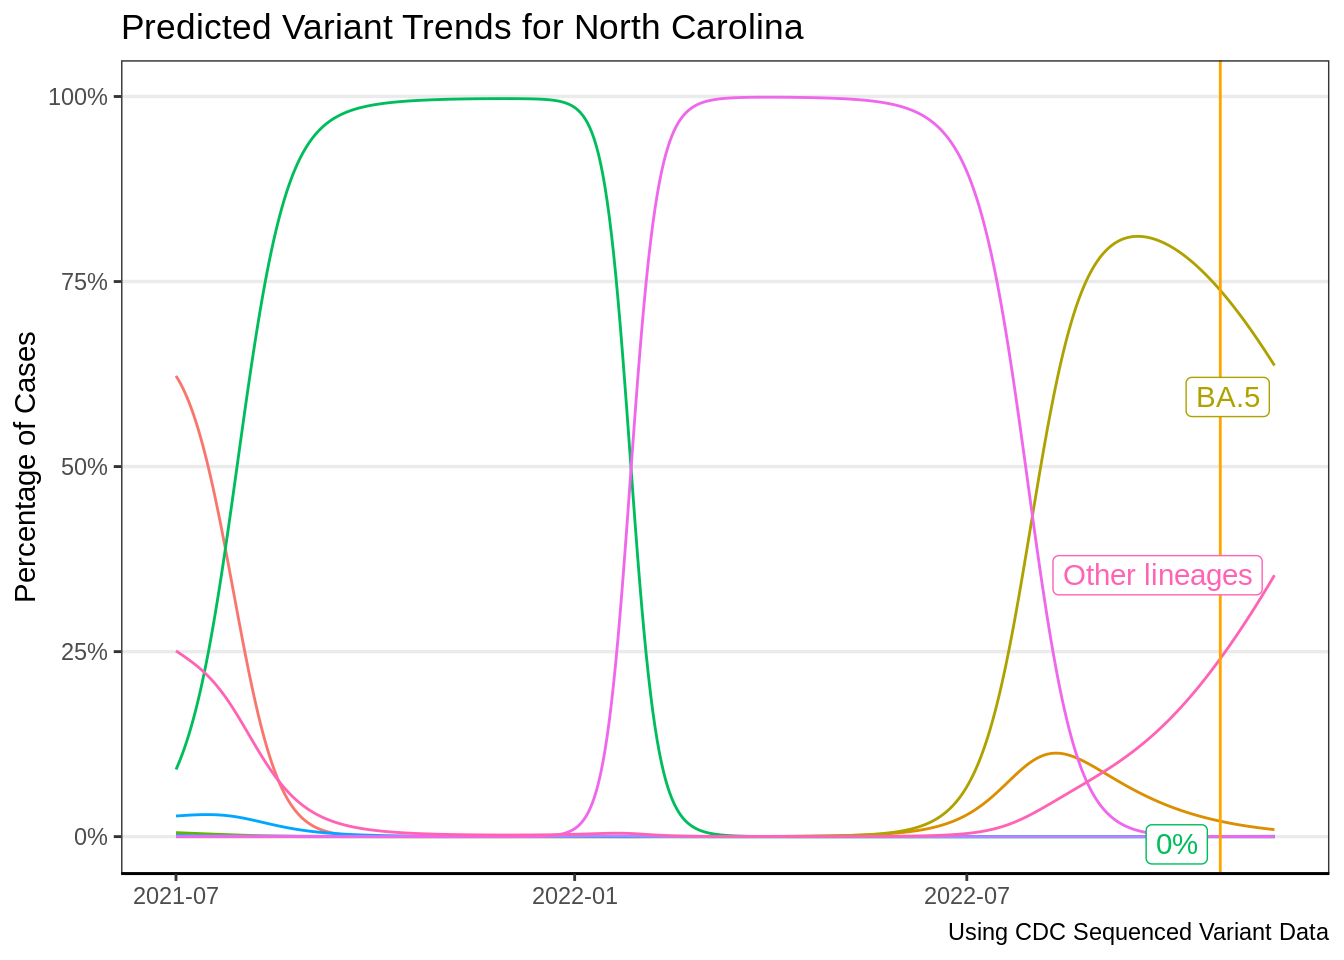 Predicted Variant Trends for North Carolina
Percentage of Cases
100%
75%
50%
25%
0%
BA.5
Other lineages
0%
2021-07
2022-01
2022-07
Using CDC Sequenced Variant Data